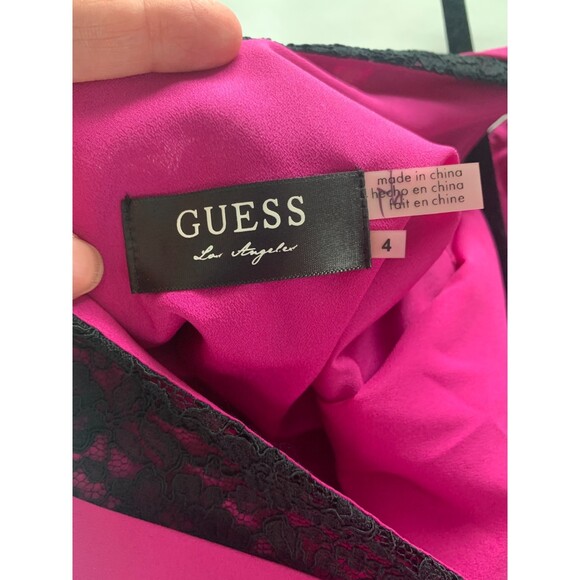 GUESS
Los Angeles
made in china
hecho en china
fait en chine
4